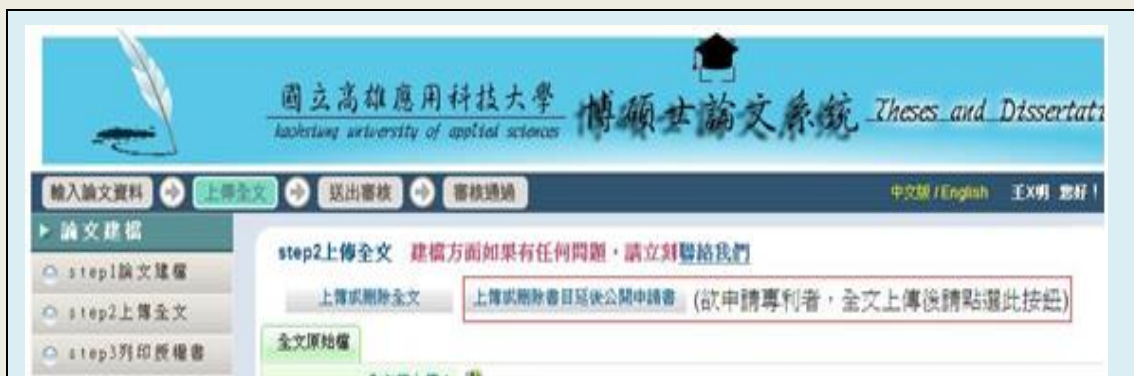 國立高雄應用科技大學
kaohsiung university of applied sciences
博碩士論文系統 Theses and Dissertati
輸入論文資料 上傳全文 送出審核 審核通過
中文版 / English 王X明 您好！
論文建檔
step1論文建檔
step2上傳全文
step3列印授權書
step2上傳全文 建檔方面如果有任何問題，請立刻聯絡我們
上傳或刪除全文 上傳或刪除書目延後公開申請書 (欲申請專利者，全文上傳後請點選此按鈕)
全文原始檔